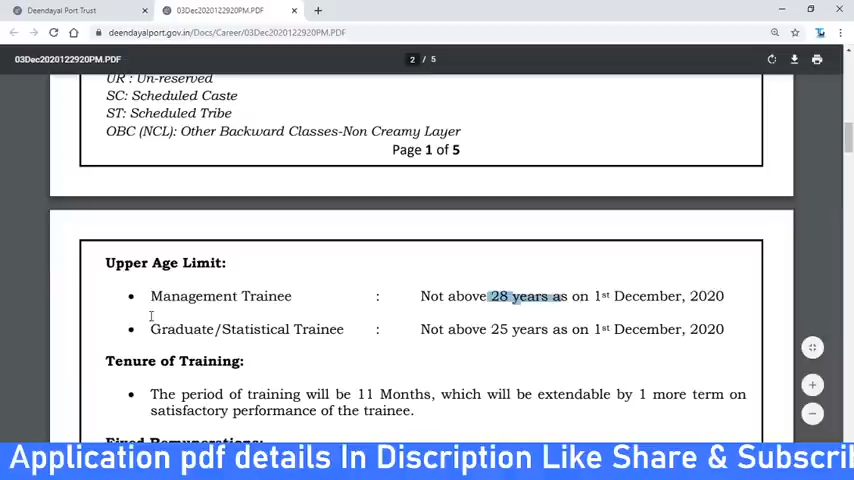 Deendayal Port Trust
03Dec2020122920PM.PDF
deendayalport.gov.in/Docs/Career/03Dec2020122920PM.PDF
03Dec2020122920PM.PDF
2 / 5
UR : Un-reserved
SC: Scheduled Caste
ST: Scheduled Tribe
OBC (NCL): Other Backward Classes-Non Creamy Layer
Page 1 of 5
Upper Age Limit:
• Management Trainee : Not above 28 years as on 1st December, 2020
• Graduate/Statistical Trainee : Not above 25 years as on 1st December, 2020
Tenure of Training:
• The period of training will be 11 Months, which will be extendable by 1 more term on
satisfactory performance of the trainee.
Fixed Remunerations:
Application pdf details In Discription Like Share & Subscrib